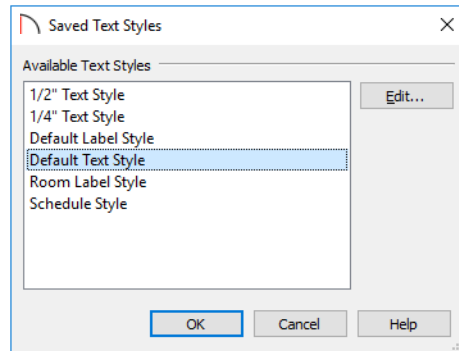 Saved Text Styles
Available Text Styles
1/2" Text Style
Edit...
1/4" Text Style
Default Label Style
Default Text Style
Room Label Style
Schedule Style
OK Cancel Help